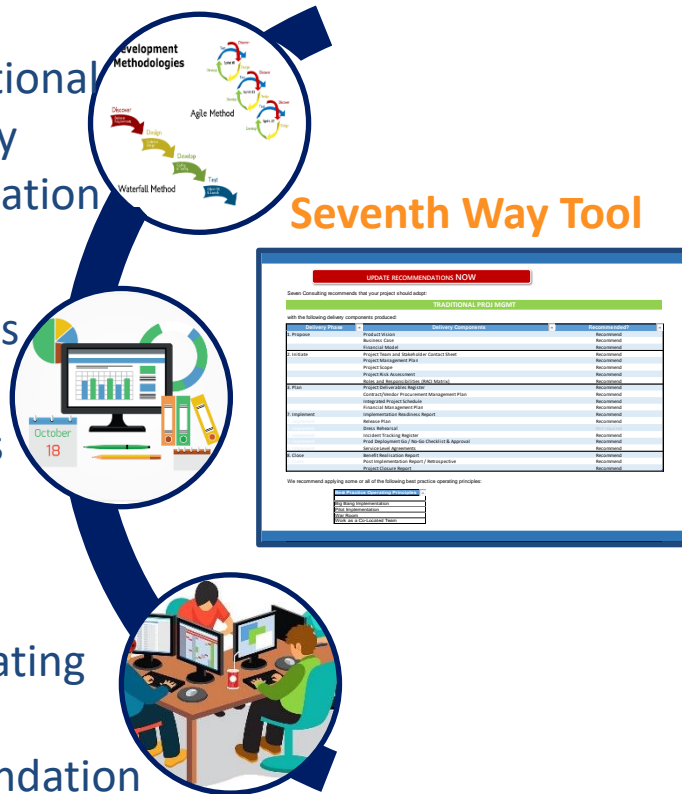 tional
y
ation
s
s
ating
ndation
evelopment
Methodologies
Agile Method
Discover
Design
Develop
Test
Waterfall Method
October
18
Seventh Way Tool
UPDATE RECOMMENDATIONS NOW
Seven Consulting recommends that your project should adopt:
TRADITIONAL PROJ MGMT
with the following delivery components produced:
Delivery Phase Delivery Components Recommended?
1. Propose Product Vision Recommend
Business Case Recommend
Financial Model Recommend
2. Initiate Project Team and Stakeholder Contact Sheet Recommend
Project Management Plan Recommend
Project Scope Recommend
Project Risk Assessment Recommend
Roles and Responsibilities (RACI Matrix) Recommend
Project Deliverables Register Recommend
Contract/Vendor Procurement Management Plan Recommend
Integrated Project Schedule Recommend
Financial Management Plan Recommend
7. Implement Implementation Readiness Report Recommend
Release Plan Recommend
Dress Rehearsal
Incident Tracking Register Recommend
Prod Deployment Go / No-Go Checklist & Approval Recommend
Service Level Agreements Recommend
8. Close Benefit Realisation Report Recommend
Post Implementation Report / Retrospective Recommend
Project Closure Report Recommend
We recommend applying some or all of the following best practice operating principles:
Best Practice Operating Principles
Big Bang Implementation
Pilot Implementation
War Room
Work as a Co-Located Team